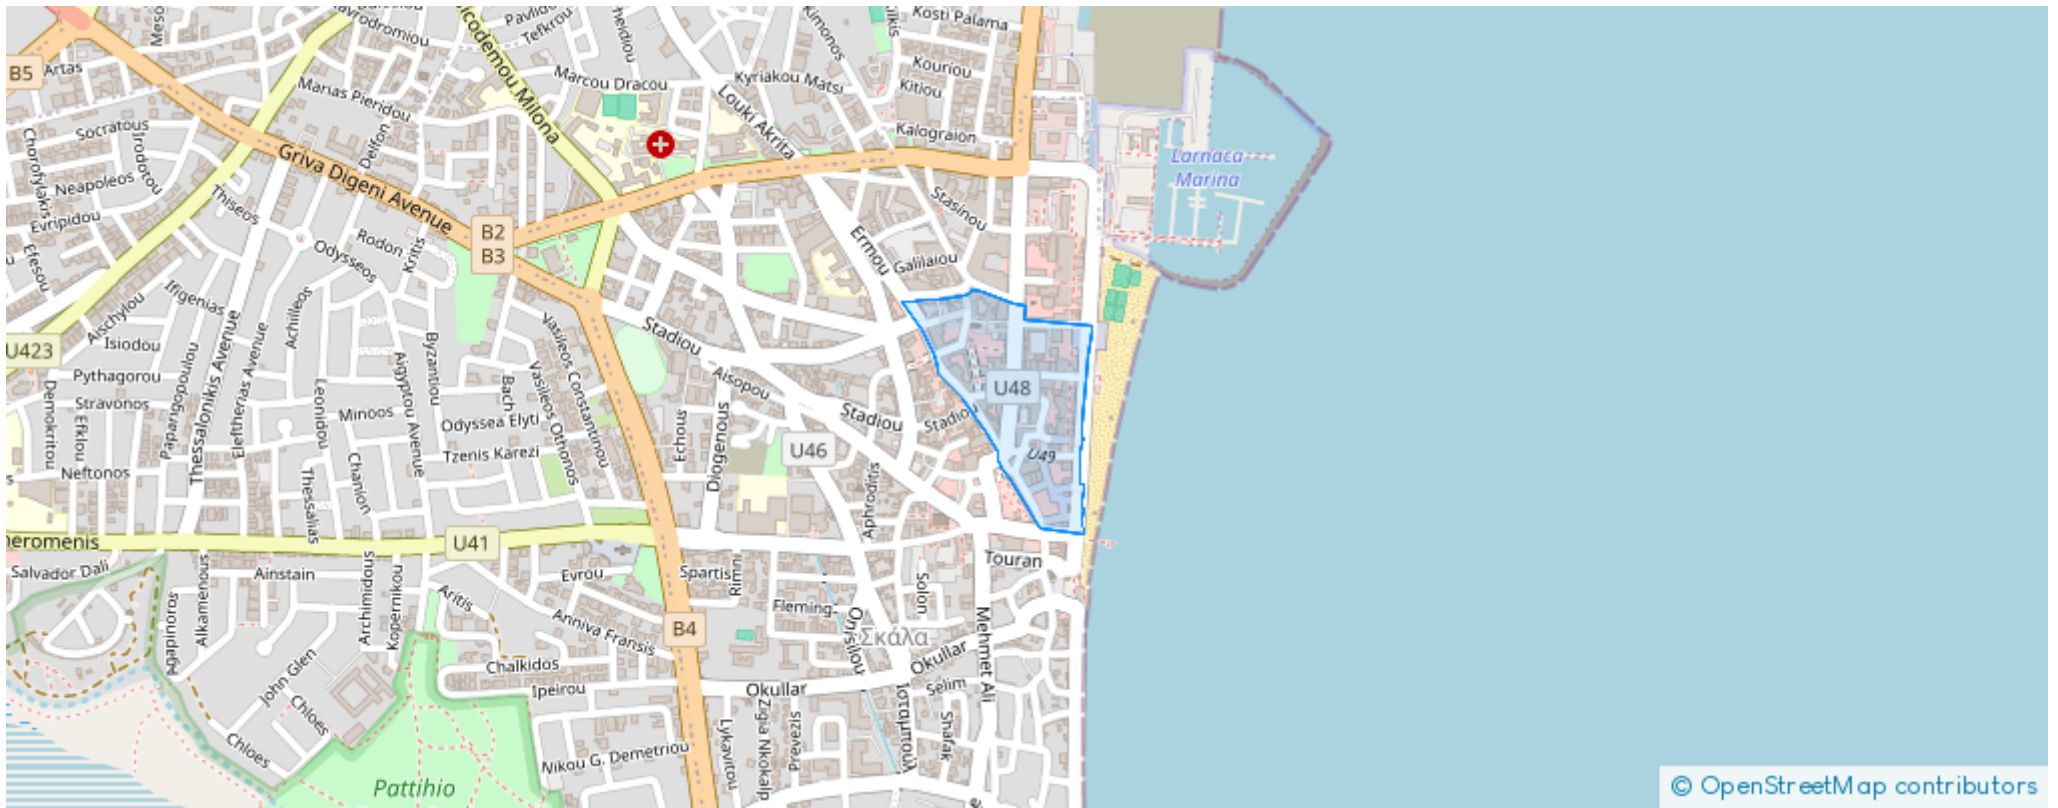 Kosti Palama
Pavlidou
Tefkrou
Kimonos
B5
Artas
Marcou Dracou
Kyriakou Matsi
Kouriou
Kitiou
Marias Pieridou
Louki Akrita
Kalograion
Socratous
Irodotou
Delfon
Chorofylakis
Neapoleos
Evripidou
Efesou
Griva Digeni Avenue
Thiseos
Larnaca
Marina
Stasinou
B2
B3
Rodon
Kritis
Odysseos
Ermou
Galilaiou
Ifigenias
Aischylou
Achilleos
Isiodou
U423
Thessalonikis Avenue
Eleftherias Avenue
Byzantiou
Vasileos Constantinou
Stadiou
Pythagorou
Papangopoulou
Leonidou
Aigyptou Avenue
Bach
Vasileos Othonos
Aisopou
U48
Stravonos
Demokritou
Efklou
Minoos
Odyssea Elyti
Echous
Diogenous
Stadiou
Stadiou
U46
Tzenis Karezi
U49
Neftonos
Thessalias
Chanion
Aphroditis
U41
Touran
Salvador Dali
Ainstain
Evrou
Spartis
Rimini
Agapinoros
Alkamenous
Archimidous
Kopernikou
Aritis
Fleming
Solon
Onisilou
Mehmet Ali
Anniva Fransis
B4
Σκάλα
Okullar
John Glen
Chalkidos
Ipeirou
Okullar
Selim
Chloes
Chloes
Lykavitou
Zigia Nkokalp
Prevezis
Ισταμπούλ
Shafak
Nikou G. Demetriou
Pattihio
© OpenStreetMap contributors